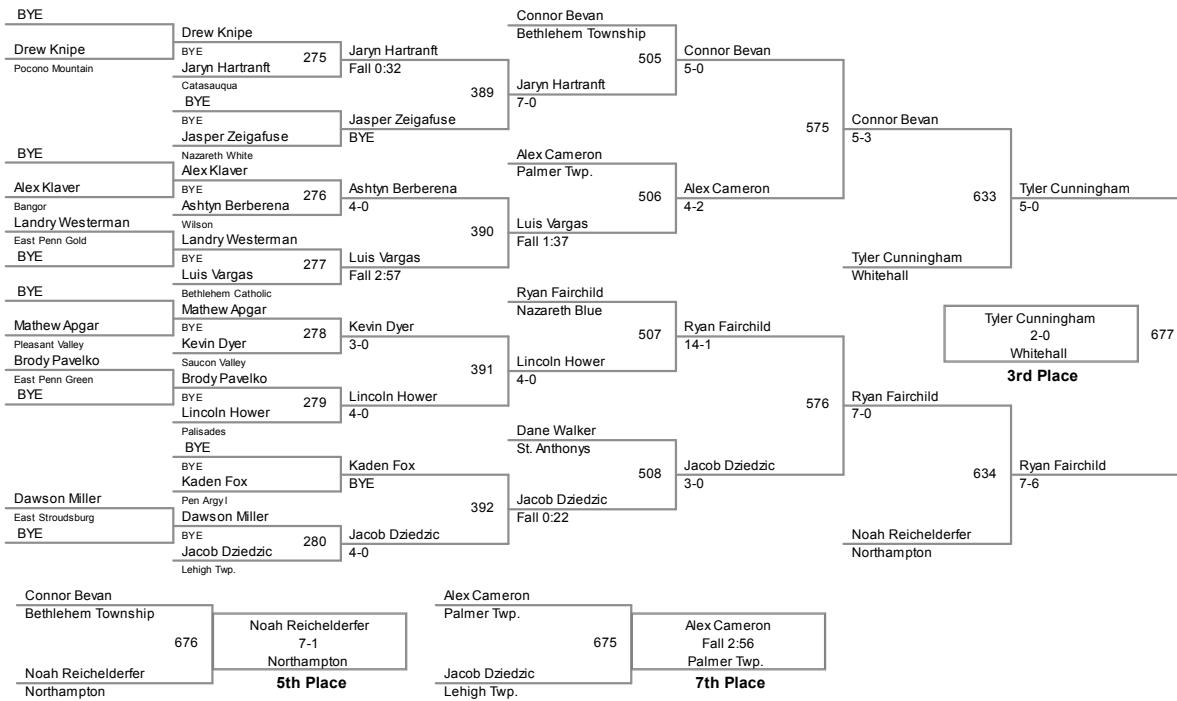 BYE
Drew Knipe
Pocono Mountain
BYE
Alex Klaver
Bangor
Landry Westerman
East Penn Gold
BYE
BYE
Mathew Apgar
Pleasant Valley
Brody Pavelko
East Penn Green
BYE
Dawson Miller
East Stroudsburg
BYE
Drew Knipe
BYE
275
Jaryn Hartranft
Catasauqua
BYE
BYE
Jasper Zeigafuse
Nazareth White
Alex Klaver
BYE
276
Ashtyn Berberena
Wilson
Landry Westerman
BYE
277
Luis Vargas
Bethlehem Catholic
Mathew Apgar
BYE
278
Kevin Dyer
Saucon Valley
Brody Pavelko
BYE
279
Lincoln Hower
Palisades
BYE
BYE
Kaden Fox
Pen Argyl
Dawson Miller
BYE
280
Jacob Dziedzic
Lehigh Twp.
Jaryn Hartranft
Fall 0:32
389
Jasper Zeigafuse
BYE
Ashtyn Berberena
4-0
390
Luis Vargas
Fall 2:57
Kevin Dyer
3-0
391
Lincoln Hower
4-0
Kaden Fox
BYE
392
Jacob Dziedzic
4-0
Connor Bevan
Bethlehem Township
505
Jaryn Hartranft
7-0
Alex Cameron
Palmer Twp.
506
Luis Vargas
Fall 1:37
Ryan Fairchild
Nazareth Blue
507
Lincoln Hower
4-0
Dane Walker
St. Anthonys
508
Jacob Dziedzic
Fall 0:22
Connor Bevan
5-0
575
Alex Cameron
4-2
Ryan Fairchild
14-1
576
Jacob Dziedzic
3-0
Connor Bevan
5-3
633
Tyler Cunningham
Whitehall
Ryan Fairchild
7-0
634
Noah Reichelderfer
Northampton
Tyler Cunningham
5-0
Tyler Cunningham
2-0
Whitehall
677
3rd Place
Ryan Fairchild
7-6
Connor Bevan
Bethlehem Township
676
Noah Reichelderfer
Northampton
Noah Reichelderfer
7-1
Northampton
5th Place
Alex Cameron
Palmer Twp.
675
Jacob Dziedzic
Lehigh Twp.
Alex Cameron
Fall 2:56
Palmer Twp.
7th Place